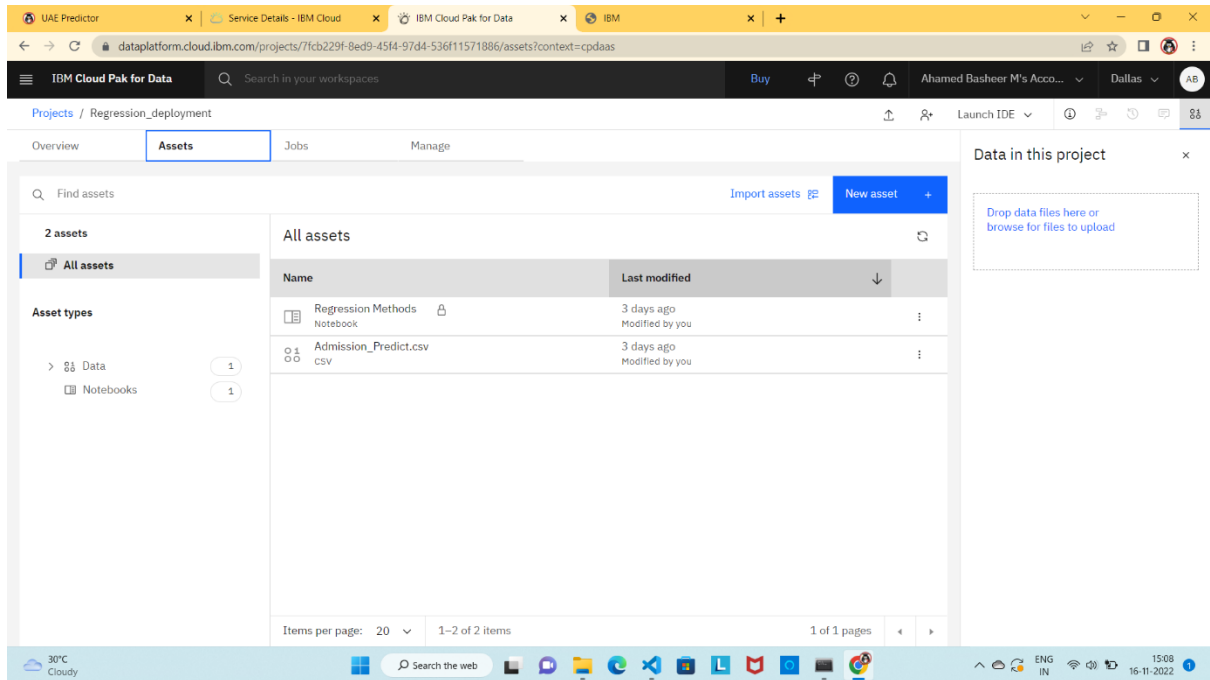 UAE Predictor
Service Details - IBM Cloud
IBM Cloud Pak for Data
IBM
dataplatform.cloud.ibm.com/projects/7fcb229f-8ed9-45f4-97d4-536f11571886/assets?context=cpdaas
IBM Cloud Pak for Data
Search in your workspaces
Buy
Ahamed Basheer M's Acco...
Dallas
AB
Projects / Regression_deployment
Launch IDE
Overview
Assets
Jobs
Manage
Data in this project
Find assets
Import assets
New asset +
Drop data files here or
browse for files to upload
2 assets
All assets
All assets
Name
Last modified
Asset types
Regression Methods
Notebook
3 days ago
Modified by you
Admission_Predict.csv
CSV
3 days ago
Modified by you
Data
1
Notebooks
1
Items per page: 20
1–2 of 2 items
1 of 1 pages
30°C
Cloudy
Search the web
ENG
IN
15:08
16-11-2022
1